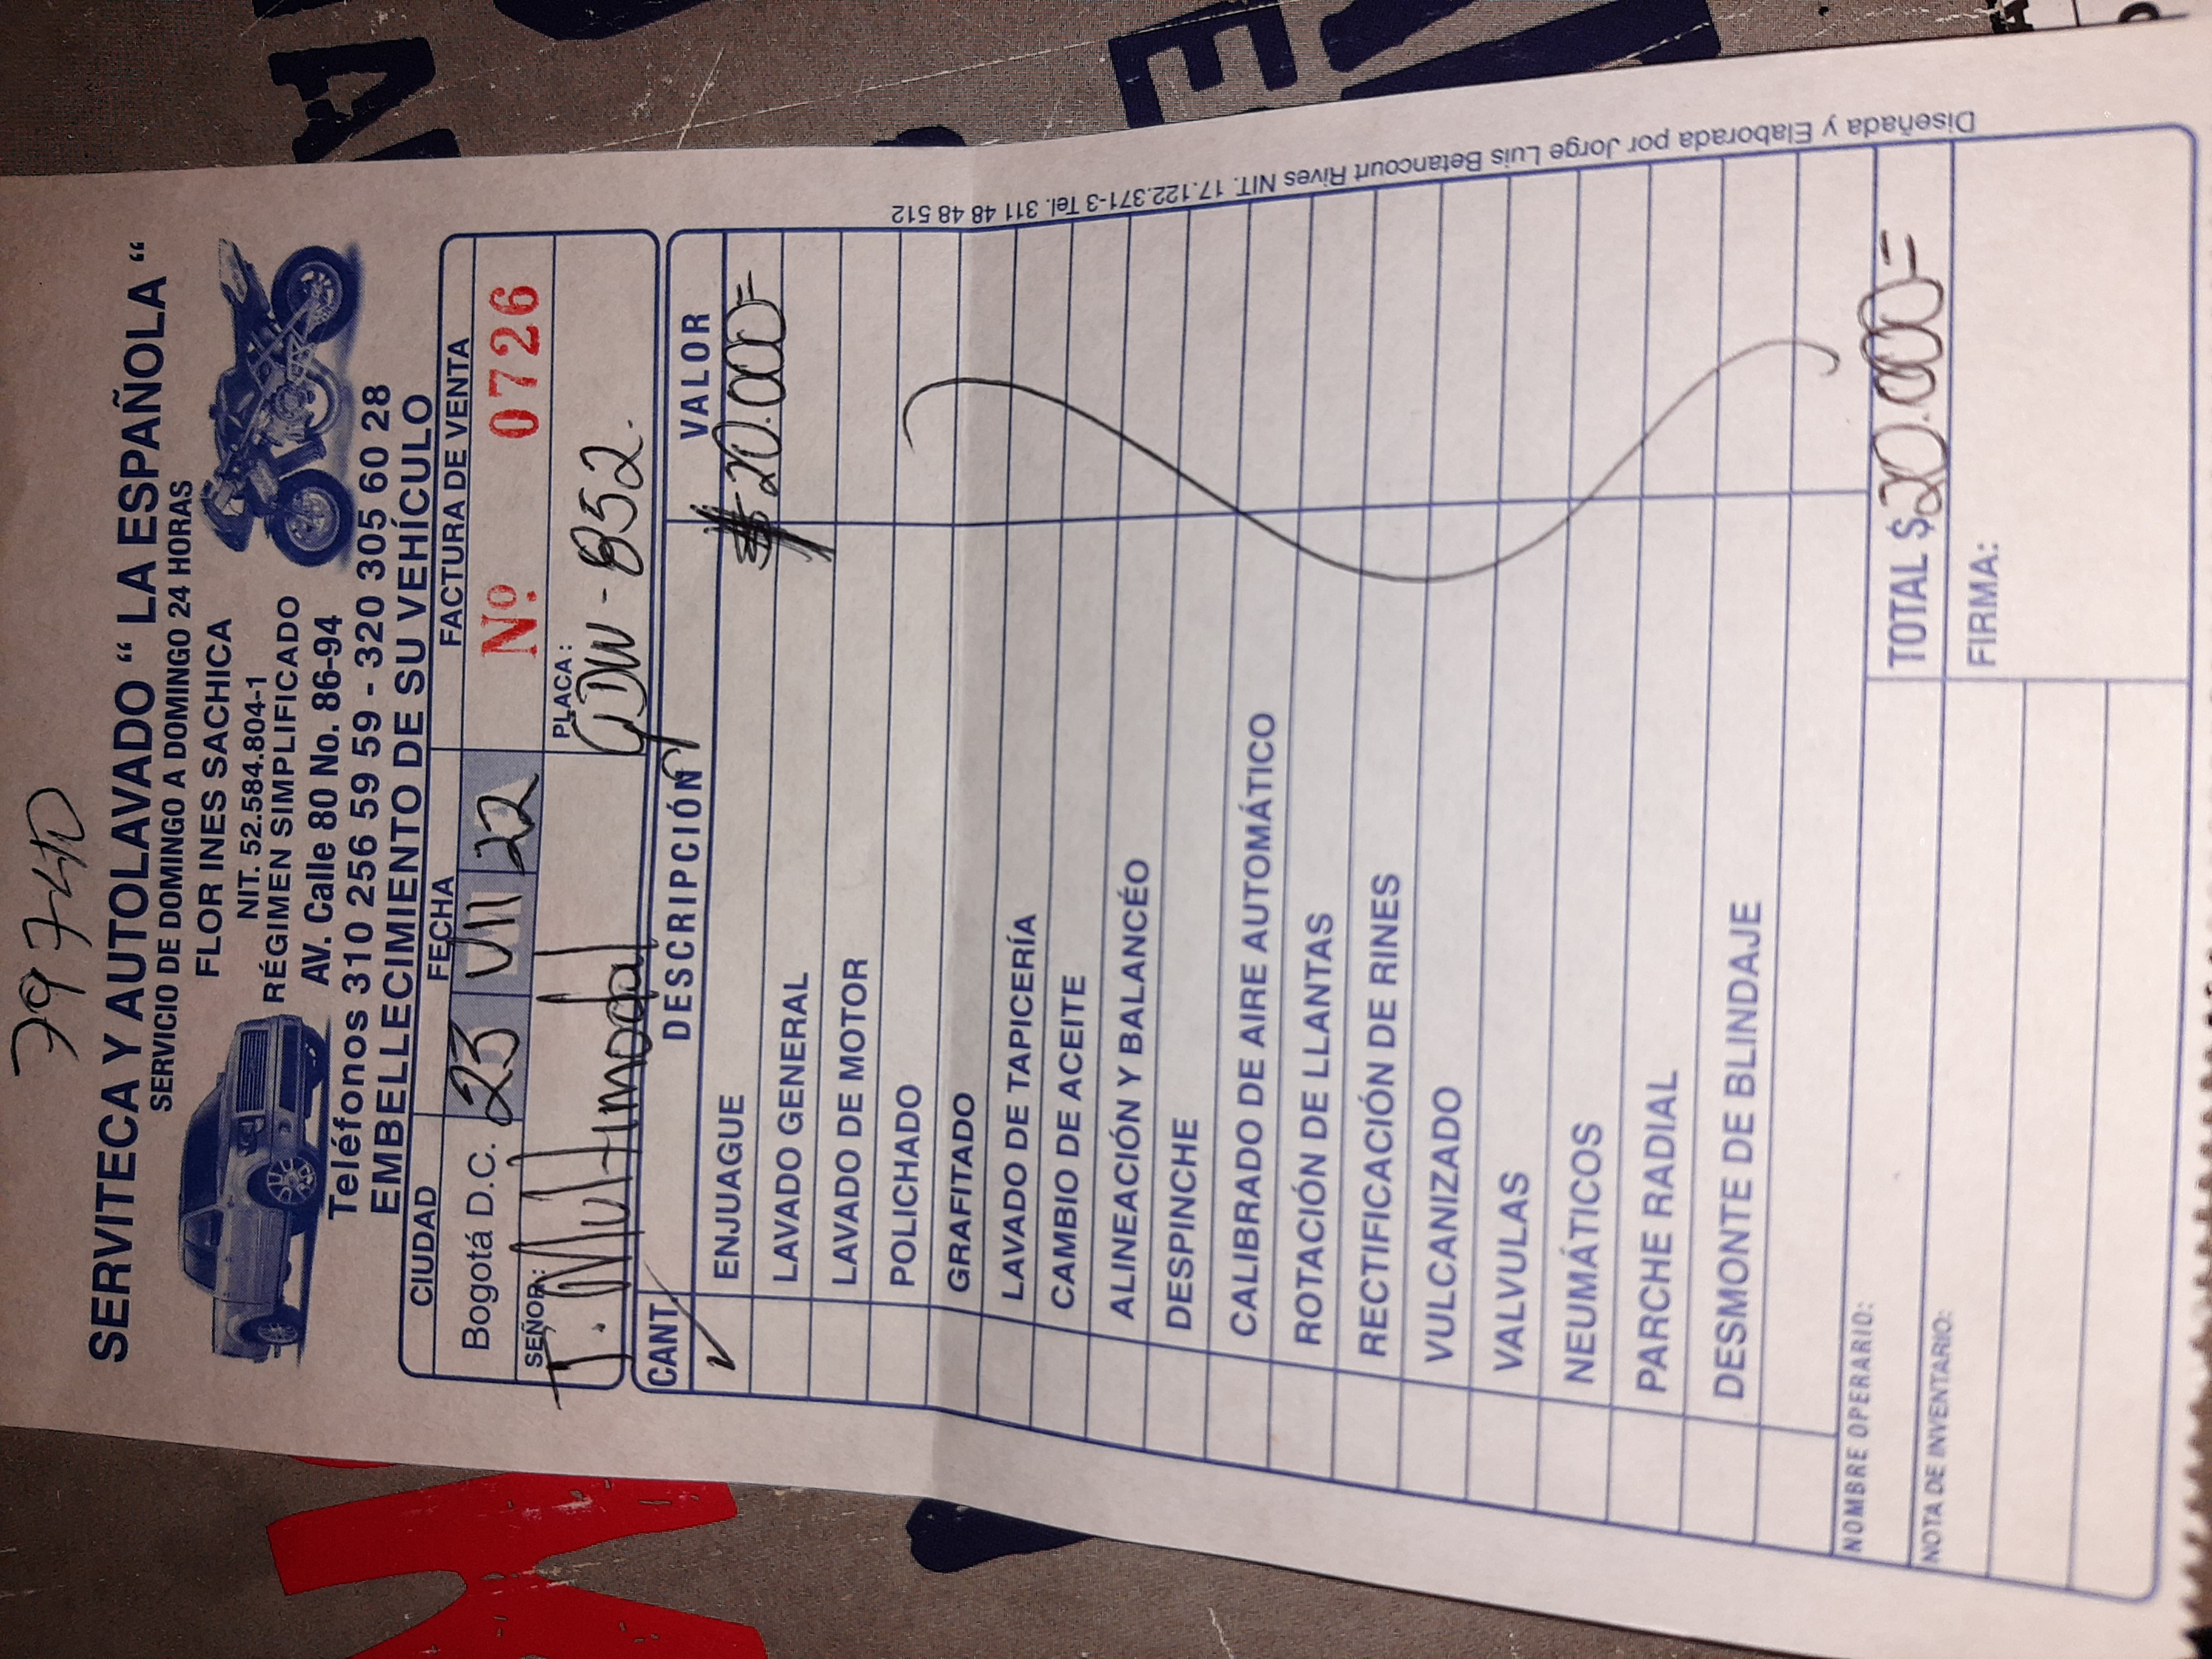 79740
SERVITECA Y AUTOLAVADO “ LA ESPAÑOLA “
SERVICIO DE DOMINGO A DOMINGO 24 HORAS
FLOR INES SACHICA
NIT. 52.584.804-1
RÉGIMEN SIMPLIFICADO
AV. Calle 80 No. 86-94
Teléfonos 310 256 59 59 - 320 305 60 28
EMBELLECIMIENTO DE SU VEHÍCULO
CIUDAD FECHA FACTURA DE VENTA
Bogotá D.C. 23 VII 22 Nº 0726
SEÑOR: T. Multimodal PLACA: GDW - 852.
CANT. DESCRIPCIÓN VALOR
ENJUAGUE $ 20.000=
LAVADO GENERAL
LAVADO DE MOTOR
POLICHADO
GRAFITADO
LAVADO DE TAPICERÍA
CAMBIO DE ACEITE
ALINEACIÓN Y BALANCÉO
DESPINCHE
CALIBRADO DE AIRE AUTOMÁTICO
ROTACIÓN DE LLANTAS
RECTIFICACIÓN DE RINES
VULCANIZADO
VALVULAS
NEUMÁTICOS
PARCHE RADIAL
DESMONTE DE BLINDAJE
NOMBRE OPERARIO: TOTAL $ 20.000=
NOTA DE INVENTARIO: FIRMA:
Diseñada y Elaborada por Jorge Luis Betancourt Rives NIT. 17.122.371-3 Tel. 311 48 48 512